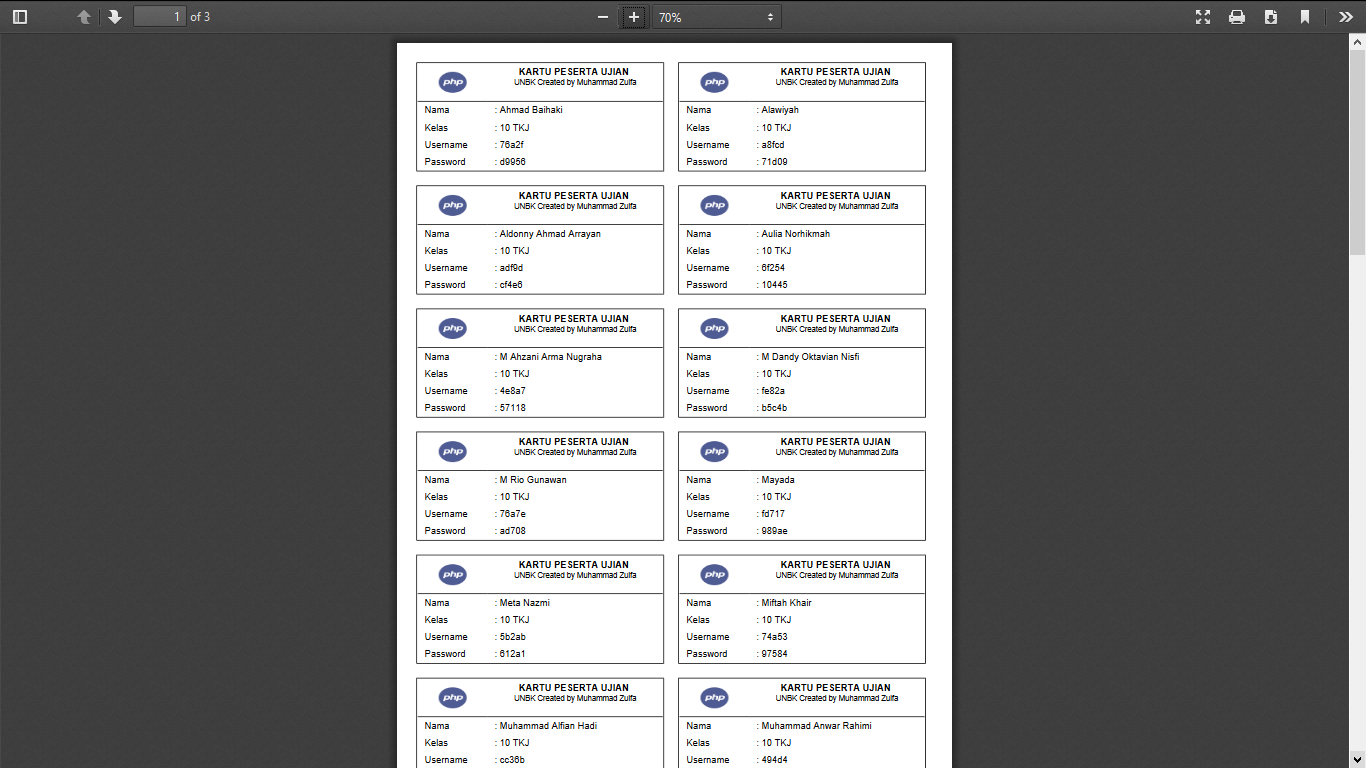 1 of 3
70%
php
KARTU PESERTA UJIAN
UNBK Created by Muhammad Zulfa
Nama : Ahmad Baihaki
Kelas : 10 TKJ
Username : 76a2f
Password : d9956
php
KARTU PESERTA UJIAN
UNBK Created by Muhammad Zulfa
Nama : Alawiyah
Kelas : 10 TKJ
Username : a8fcd
Password : 71d09
php
KARTU PESERTA UJIAN
UNBK Created by Muhammad Zulfa
Nama : Aldonny Ahmad Arrayan
Kelas : 10 TKJ
Username : adf9d
Password : cf4e6
php
KARTU PESERTA UJIAN
UNBK Created by Muhammad Zulfa
Nama : Aulia Norhikmah
Kelas : 10 TKJ
Username : 6f254
Password : 10445
php
KARTU PESERTA UJIAN
UNBK Created by Muhammad Zulfa
Nama : M Ahzani Arma Nugraha
Kelas : 10 TKJ
Username : 4e8a7
Password : 57118
php
KARTU PESERTA UJIAN
UNBK Created by Muhammad Zulfa
Nama : M Dandy Oktavian Nisfi
Kelas : 10 TKJ
Username : fe82a
Password : b5c4b
php
KARTU PESERTA UJIAN
UNBK Created by Muhammad Zulfa
Nama : M Rio Gunawan
Kelas : 10 TKJ
Username : 76a7e
Password : ad708
php
KARTU PESERTA UJIAN
UNBK Created by Muhammad Zulfa
Nama : Mayada
Kelas : 10 TKJ
Username : fd717
Password : 989ae
php
KARTU PESERTA UJIAN
UNBK Created by Muhammad Zulfa
Nama : Meta Nazmi
Kelas : 10 TKJ
Username : 5b2ab
Password : 612a1
php
KARTU PESERTA UJIAN
UNBK Created by Muhammad Zulfa
Nama : Miftah Khair
Kelas : 10 TKJ
Username : 74a53
Password : 97584
php
KARTU PESERTA UJIAN
UNBK Created by Muhammad Zulfa
Nama : Muhammad Alfian Hadi
Kelas : 10 TKJ
Username : cc36b
php
KARTU PESERTA UJIAN
UNBK Created by Muhammad Zulfa
Nama : Muhammad Anwar Rahimi
Kelas : 10 TKJ
Username : 494d4